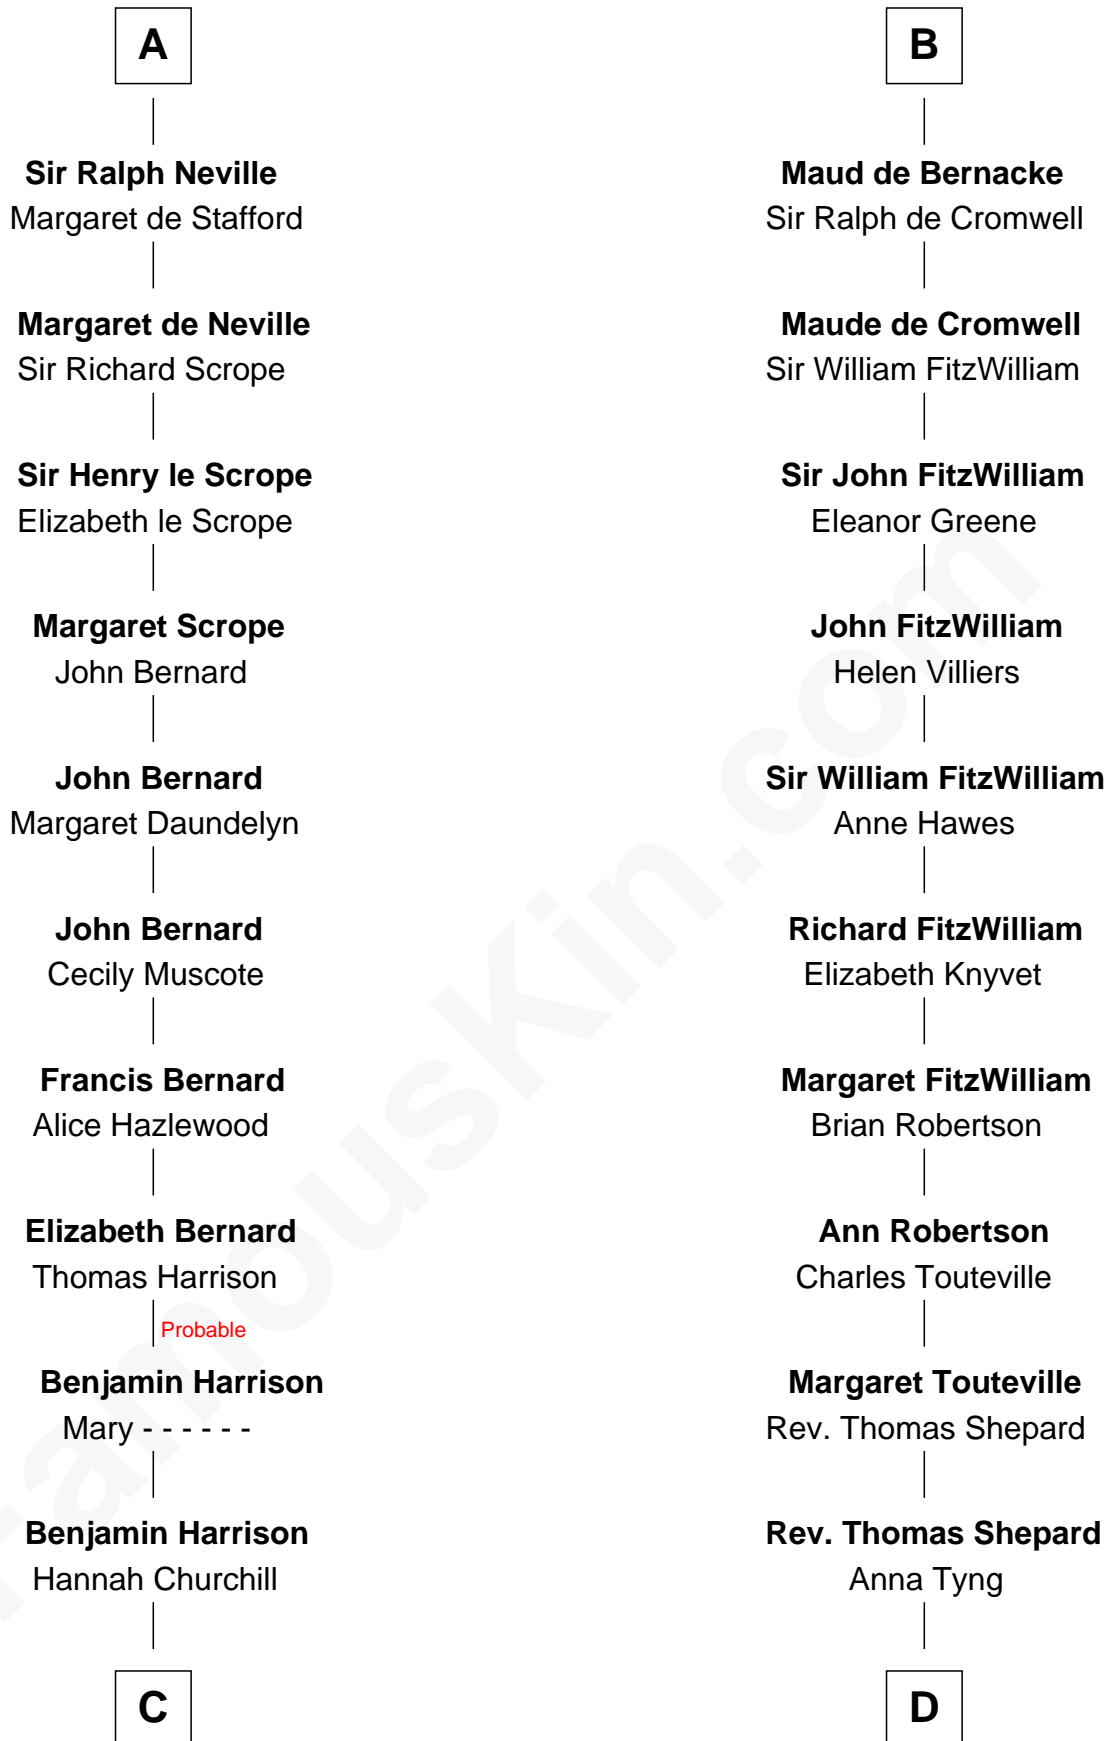 A
Sir Ralph Neville
Margaret de Stafford
Margaret de Neville
Sir Richard Scrope
Sir Henry le Scrope
Elizabeth le Scrope
Margaret Scrope
John Bernard
John Bernard
Margaret Daundelyn
John Bernard
Cecily Muscote
Francis Bernard
Alice Hazlewood
Elizabeth Bernard
Thomas Harrison
Probable
Benjamin Harrison
Mary - - - - - -
Benjamin Harrison
Hannah Churchill
C
B
Maud de Bernacke
Sir Ralph de Cromwell
Maude de Cromwell
Sir William FitzWilliam
Sir John FitzWilliam
Eleanor Greene
John FitzWilliam
Helen Villiers
Sir William FitzWilliam
Anne Hawes
Richard FitzWilliam
Elizabeth Knyvet
Margaret FitzWilliam
Brian Robertson
Ann Robertson
Charles Touteville
Margaret Touteville
Rev. Thomas Shepard
Rev. Thomas Shepard
Anna Tyng
D
FamousKin.com